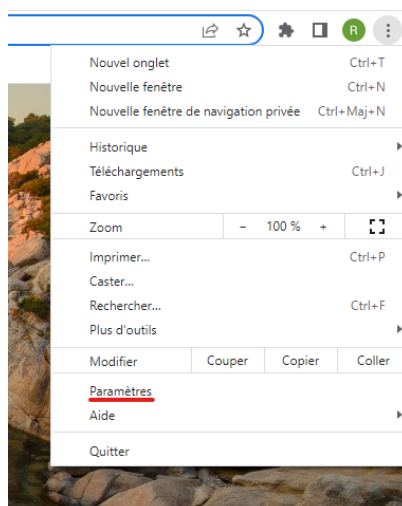 R
Nouvel onglet Ctrl+T
Nouvelle fenêtre Ctrl+N
Nouvelle fenêtre de navigation privée Ctrl+Maj+N
Historique
Téléchargements Ctrl+J
Favoris
Zoom - 100 % +
Imprimer... Ctrl+P
Caster...
Rechercher... Ctrl+F
Plus d'outils
Modifier Couper Copier Coller
Paramètres
Aide
Quitter